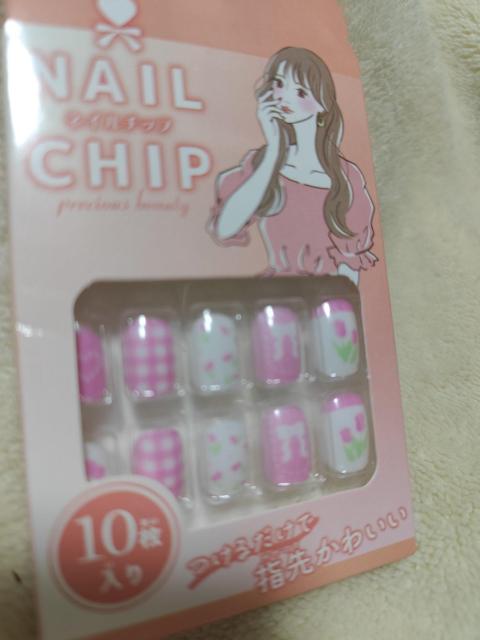 NAIL
ネイルチップ
CHIP
precious beauty
10枚
入り
つけるだけで
指先かわいい